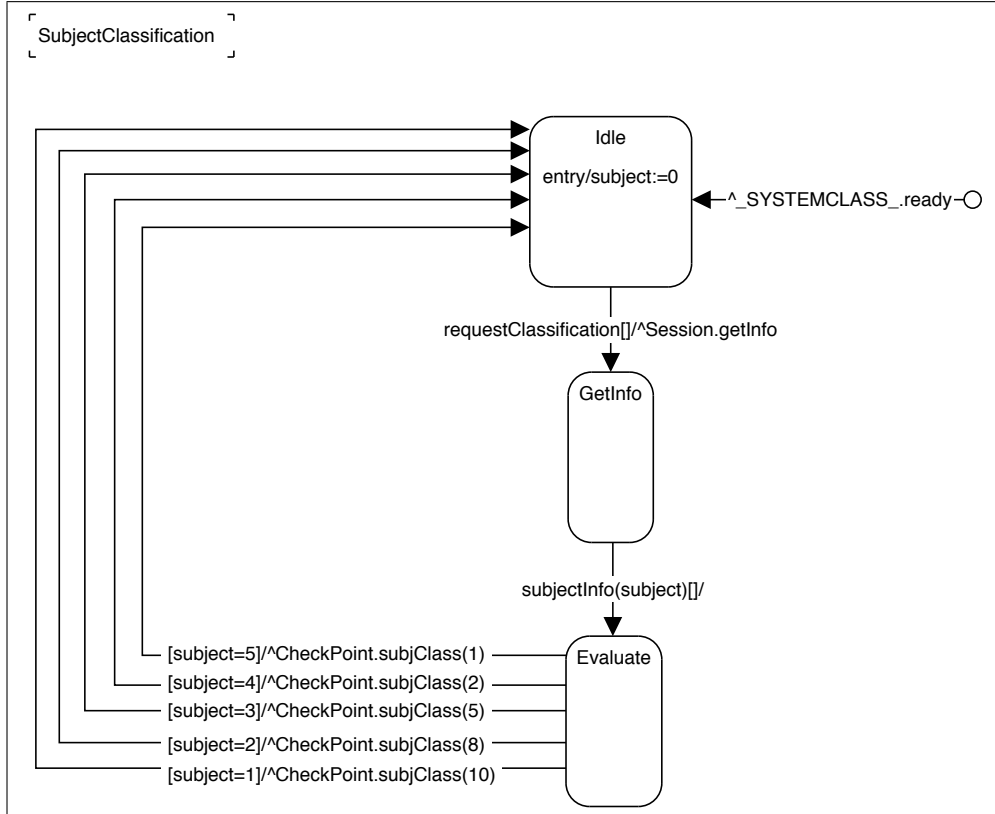 SubjectClassification
Idle
entry/subject:=0
^_SYSTEMCLASS_.ready
requestClassification[]/^Session.getInfo
GetInfo
subjectInfo(subject)[]/
Evaluate
[subject=5]/^CheckPoint.subjClass(1)
[subject=4]/^CheckPoint.subjClass(2)
[subject=3]/^CheckPoint.subjClass(5)
[subject=2]/^CheckPoint.subjClass(8)
[subject=1]/^CheckPoint.subjClass(10)